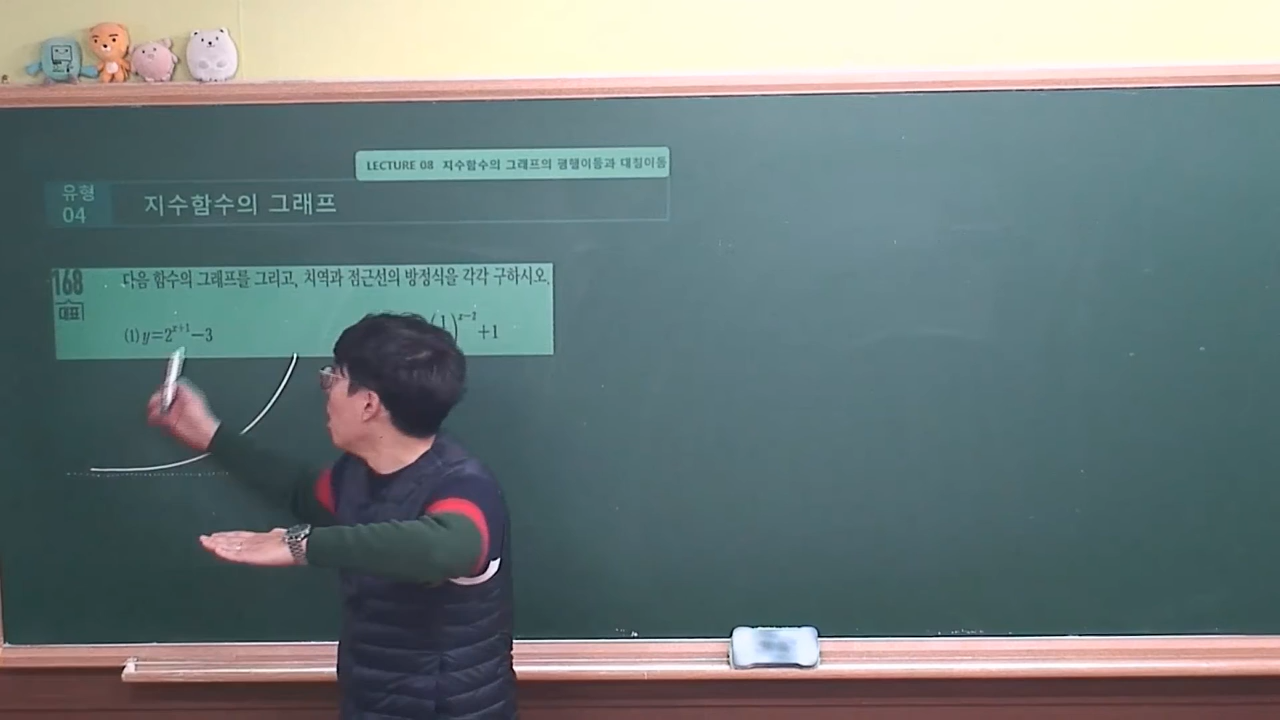 LECTURE 08 지수함수의 그래프의 평행이동과 대칭이동
유형
04
지수함수의 그래프
168
대표
다음 함수의 그래프를 그리고, 치역과 점근선의 방정식을 각각 구하시오.
(1) y=2^{x+1}-3
)^{x-2}+1